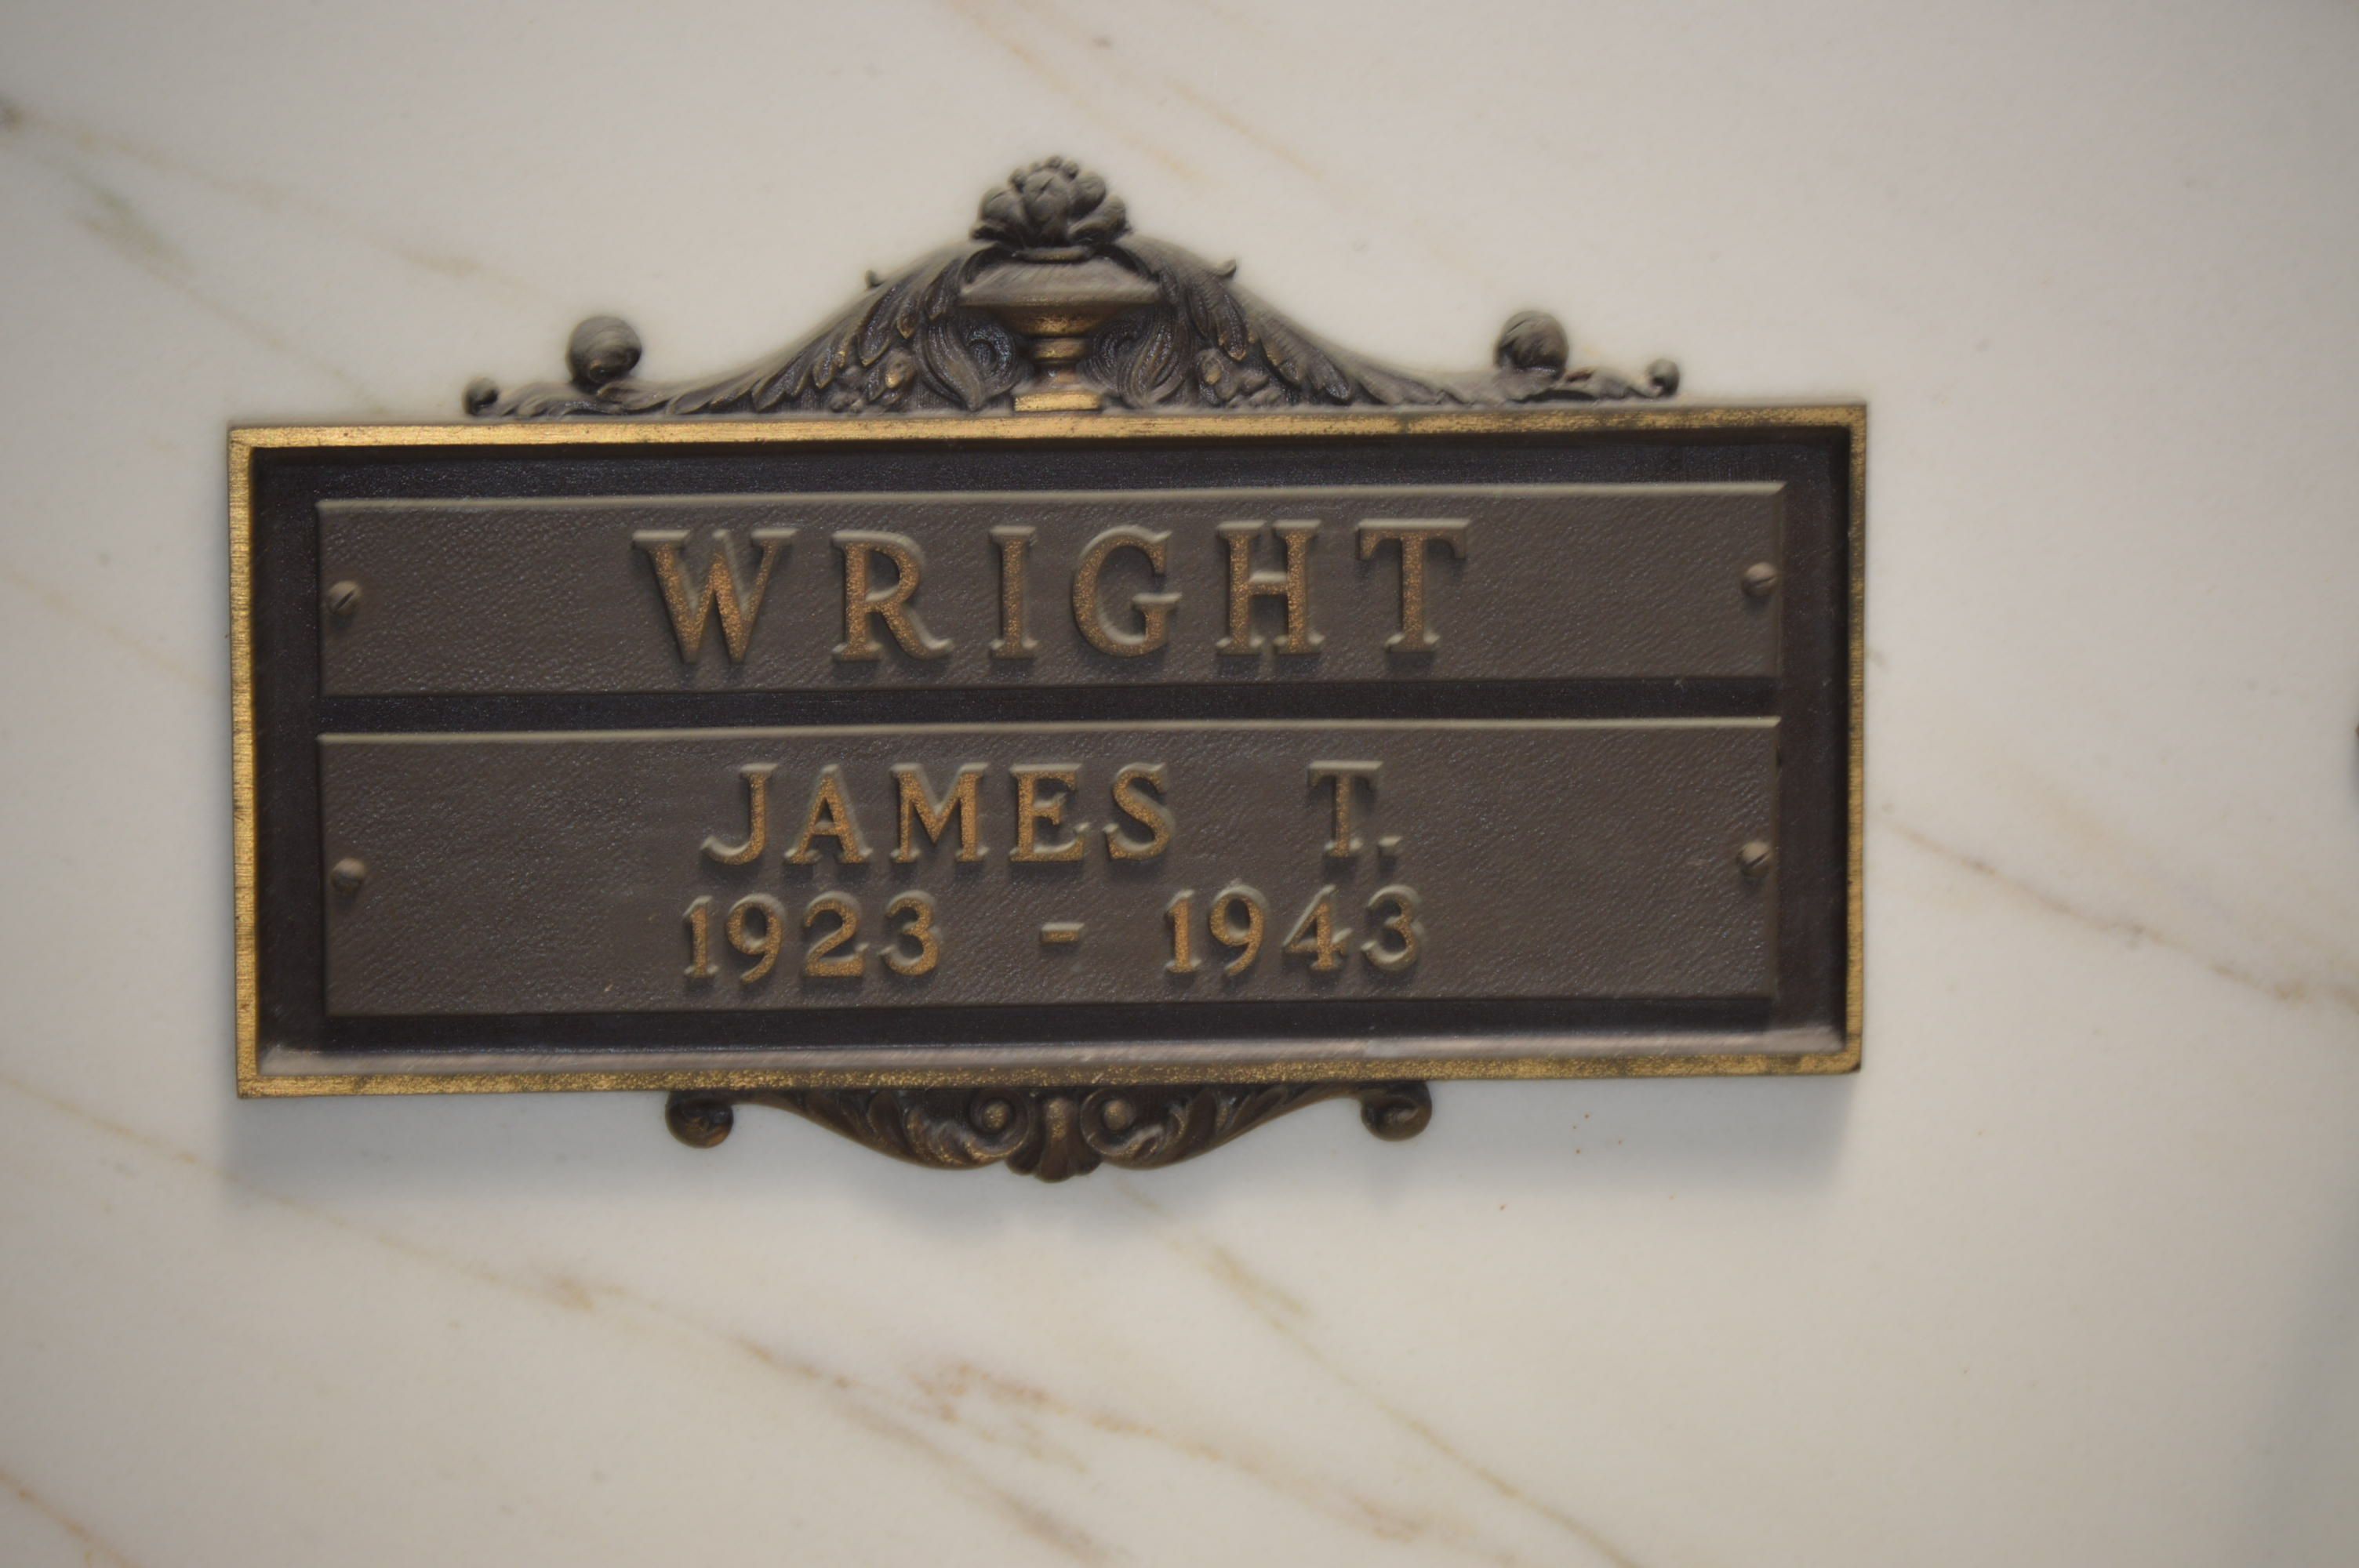 WRIGHT
JAMES T.
1923 - 1943